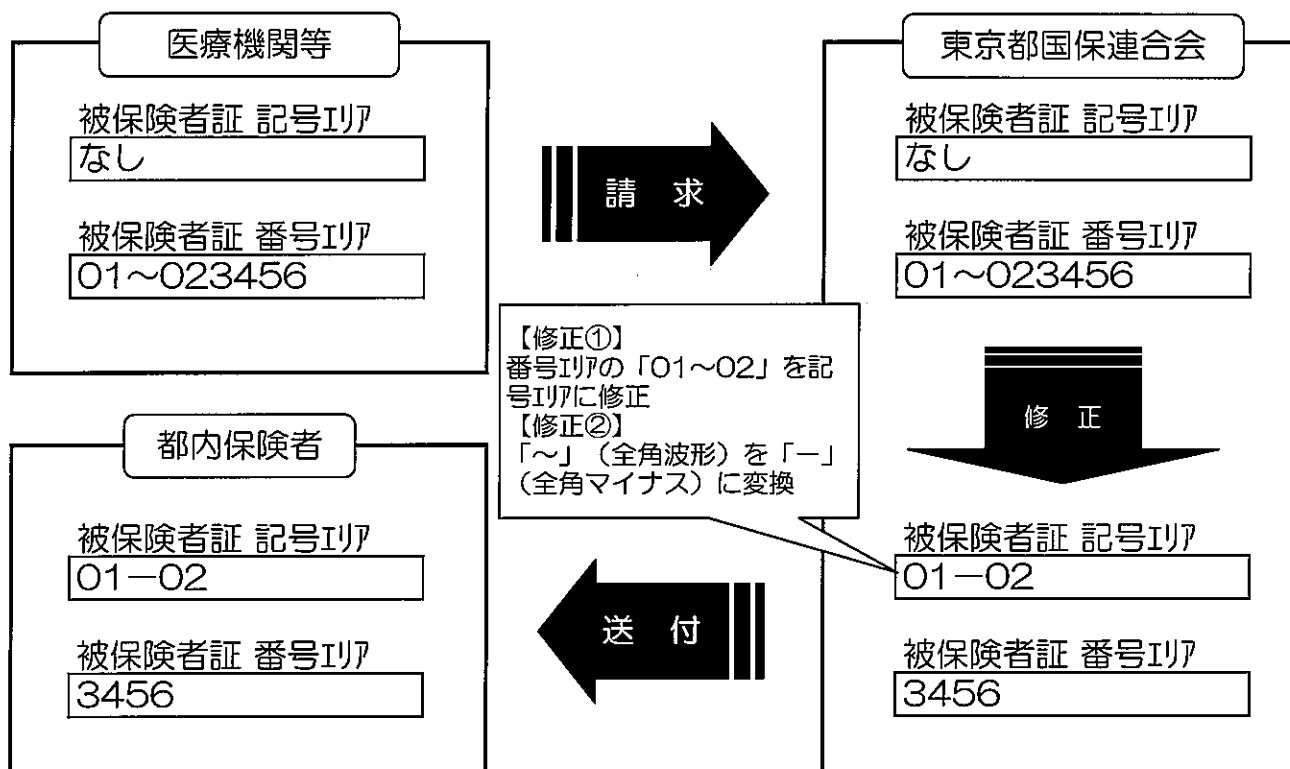 医療機関等
被保険者証 記号ｴﾘｱ
なし
被保険者証 番号ｴﾘｱ
01～023456
請 求
東京都国保連合会
被保険者証 記号ｴﾘｱ
なし
被保険者証 番号ｴﾘｱ
01～023456
【修正①】
番号ｴﾘｱの「01～02」を記
号ｴﾘｱに修正
【修正②】
「～」（全角波形）を「－」
（全角マイナス）に変換
修 正
被保険者証 記号ｴﾘｱ
01－02
被保険者証 番号ｴﾘｱ
3456
送 付
都内保険者
被保険者証 記号ｴﾘｱ
01－02
被保険者証 番号ｴﾘｱ
3456